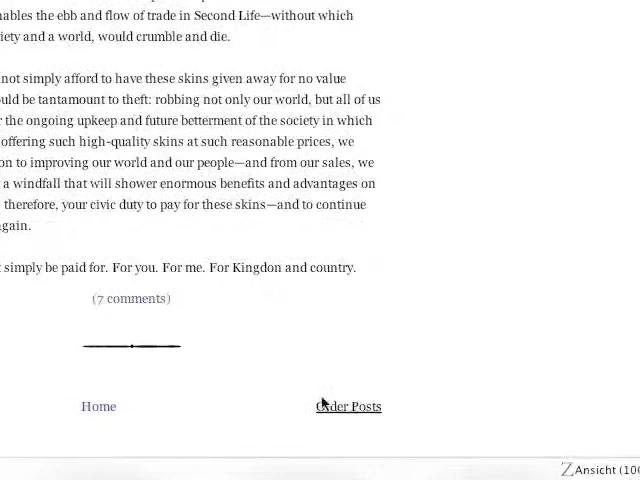 nables the ebb and flow of trade in Second Life—without which
iety and a world, would crumble and die.
not simply afford to have these skins given away for no value
uld be tantamount to theft: robbing not only our world, but all of us
r the ongoing upkeep and future betterment of the society in which
offering such high-quality skins at such reasonable prices, we
on to improving our world and our people—and from our sales, we
a windfall that will shower enormous benefits and advantages on
therefore, your civic duty to pay for these skins—and to continue
gain.
simply be paid for. For you. For me. For Kingdon and country.
(7 comments)
Home
Older Posts
Ansicht (100